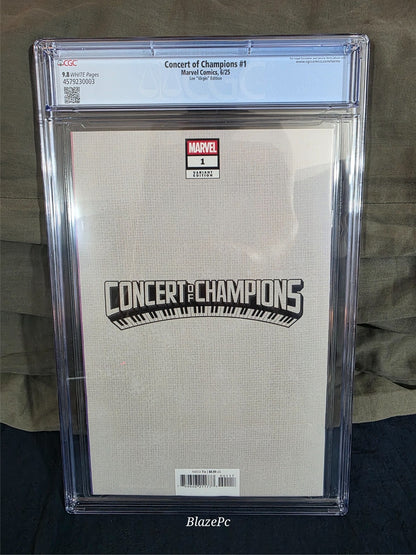 CGC
Concert of Champions #1
9.8 WHITE Pages
Marvel Comics, 6/25
4579230003
Lee "Virgin" Edition
MARVEL
1
VARIANT
EDITION
CONCERT OF CHAMPIONS
BlazePc